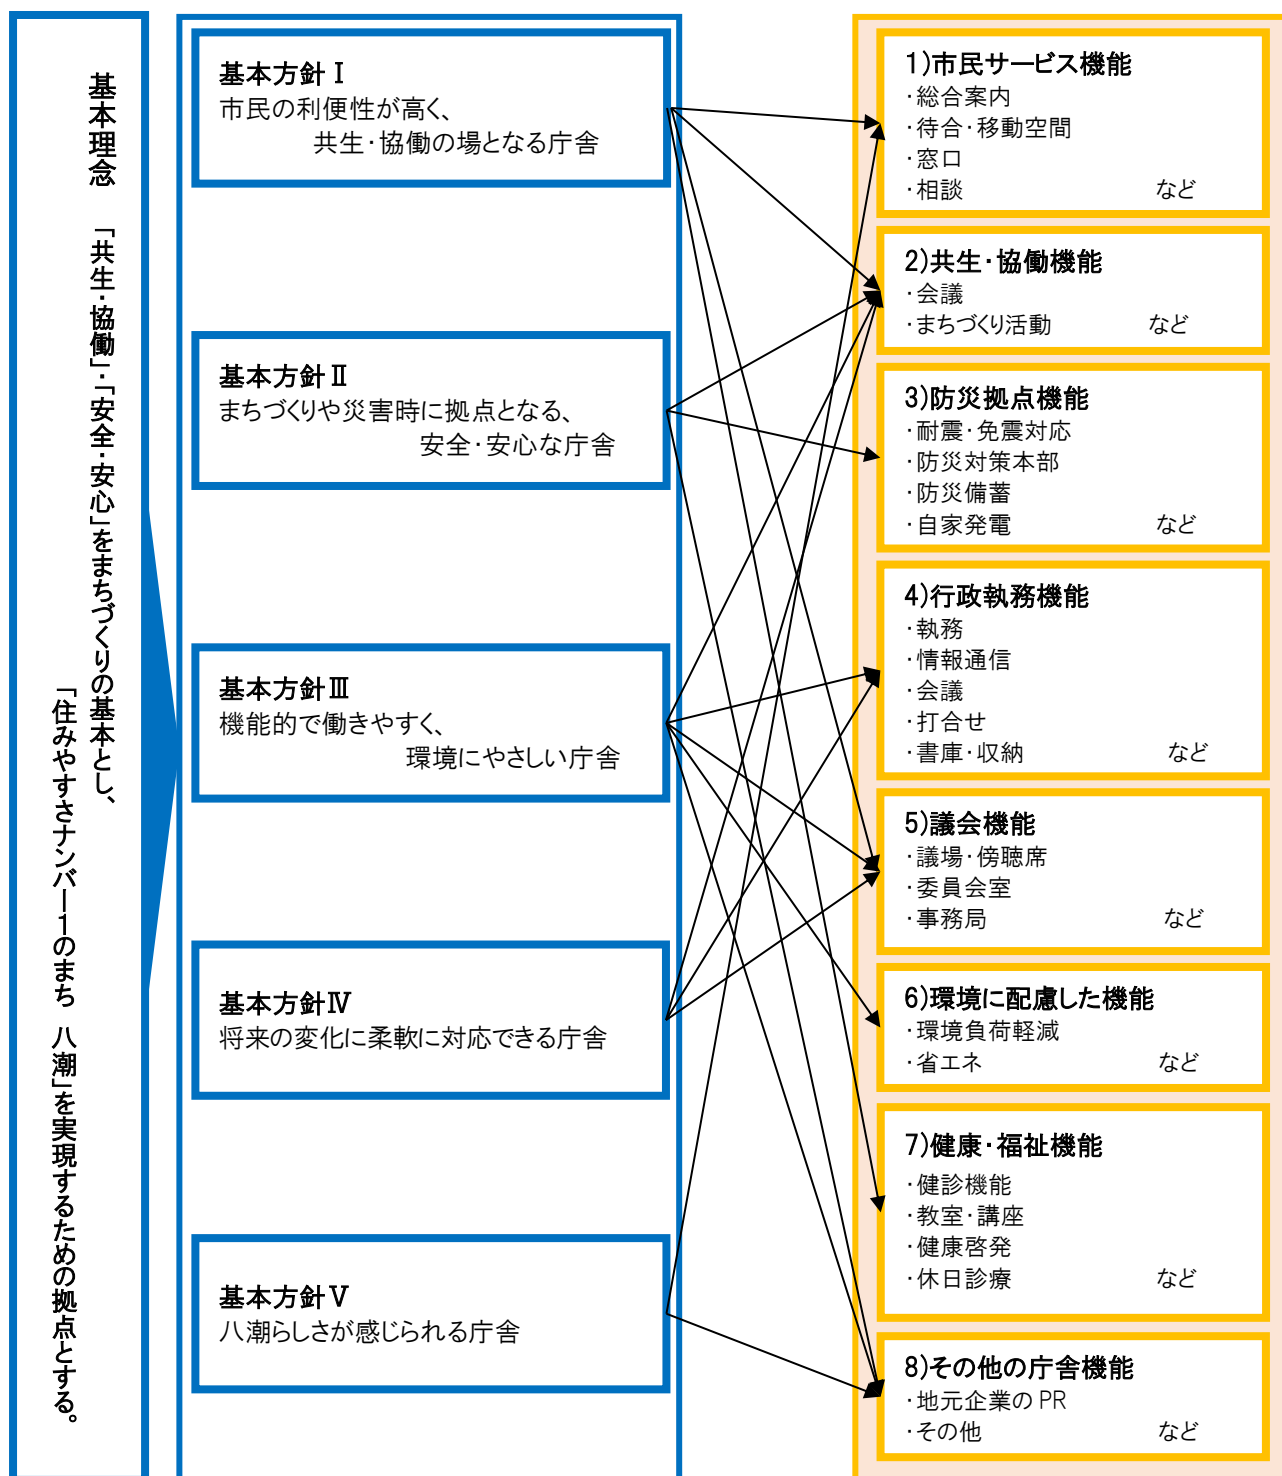 基本理念 「共生・協働」・「安全・安心」をまちづくりの基本とし、
「住みやすさナンバー1のまち 八潮」を実現するための拠点とする。
基本方針Ⅰ
市民の利便性が高く、
共生・協働の場となる庁舎
基本方針Ⅱ
まちづくりや災害時に拠点となる、
安全・安心な庁舎
基本方針Ⅲ
機能的で働きやすく、
環境にやさしい庁舎
基本方針Ⅳ
将来の変化に柔軟に対応できる庁舎
基本方針Ⅴ
八潮らしさが感じられる庁舎
1)市民サービス機能
・総合案内
・待合・移動空間
・窓口
・相談 など
2)共生・協働機能
・会議
・まちづくり活動 など
3)防災拠点機能
・耐震・免震対応
・防災対策本部
・防災備蓄
・自家発電 など
4)行政執務機能
・執務
・情報通信
・会議
・打合せ
・書庫・収納 など
5)議会機能
・議場・傍聴席
・委員会室
・事務局 など
6)環境に配慮した機能
・環境負荷軽減
・省エネ など
7)健康・福祉機能
・健診機能
・教室・講座
・健康啓発
・休日診療 など
8)その他の庁舎機能
・地元企業の PR
・その他 など